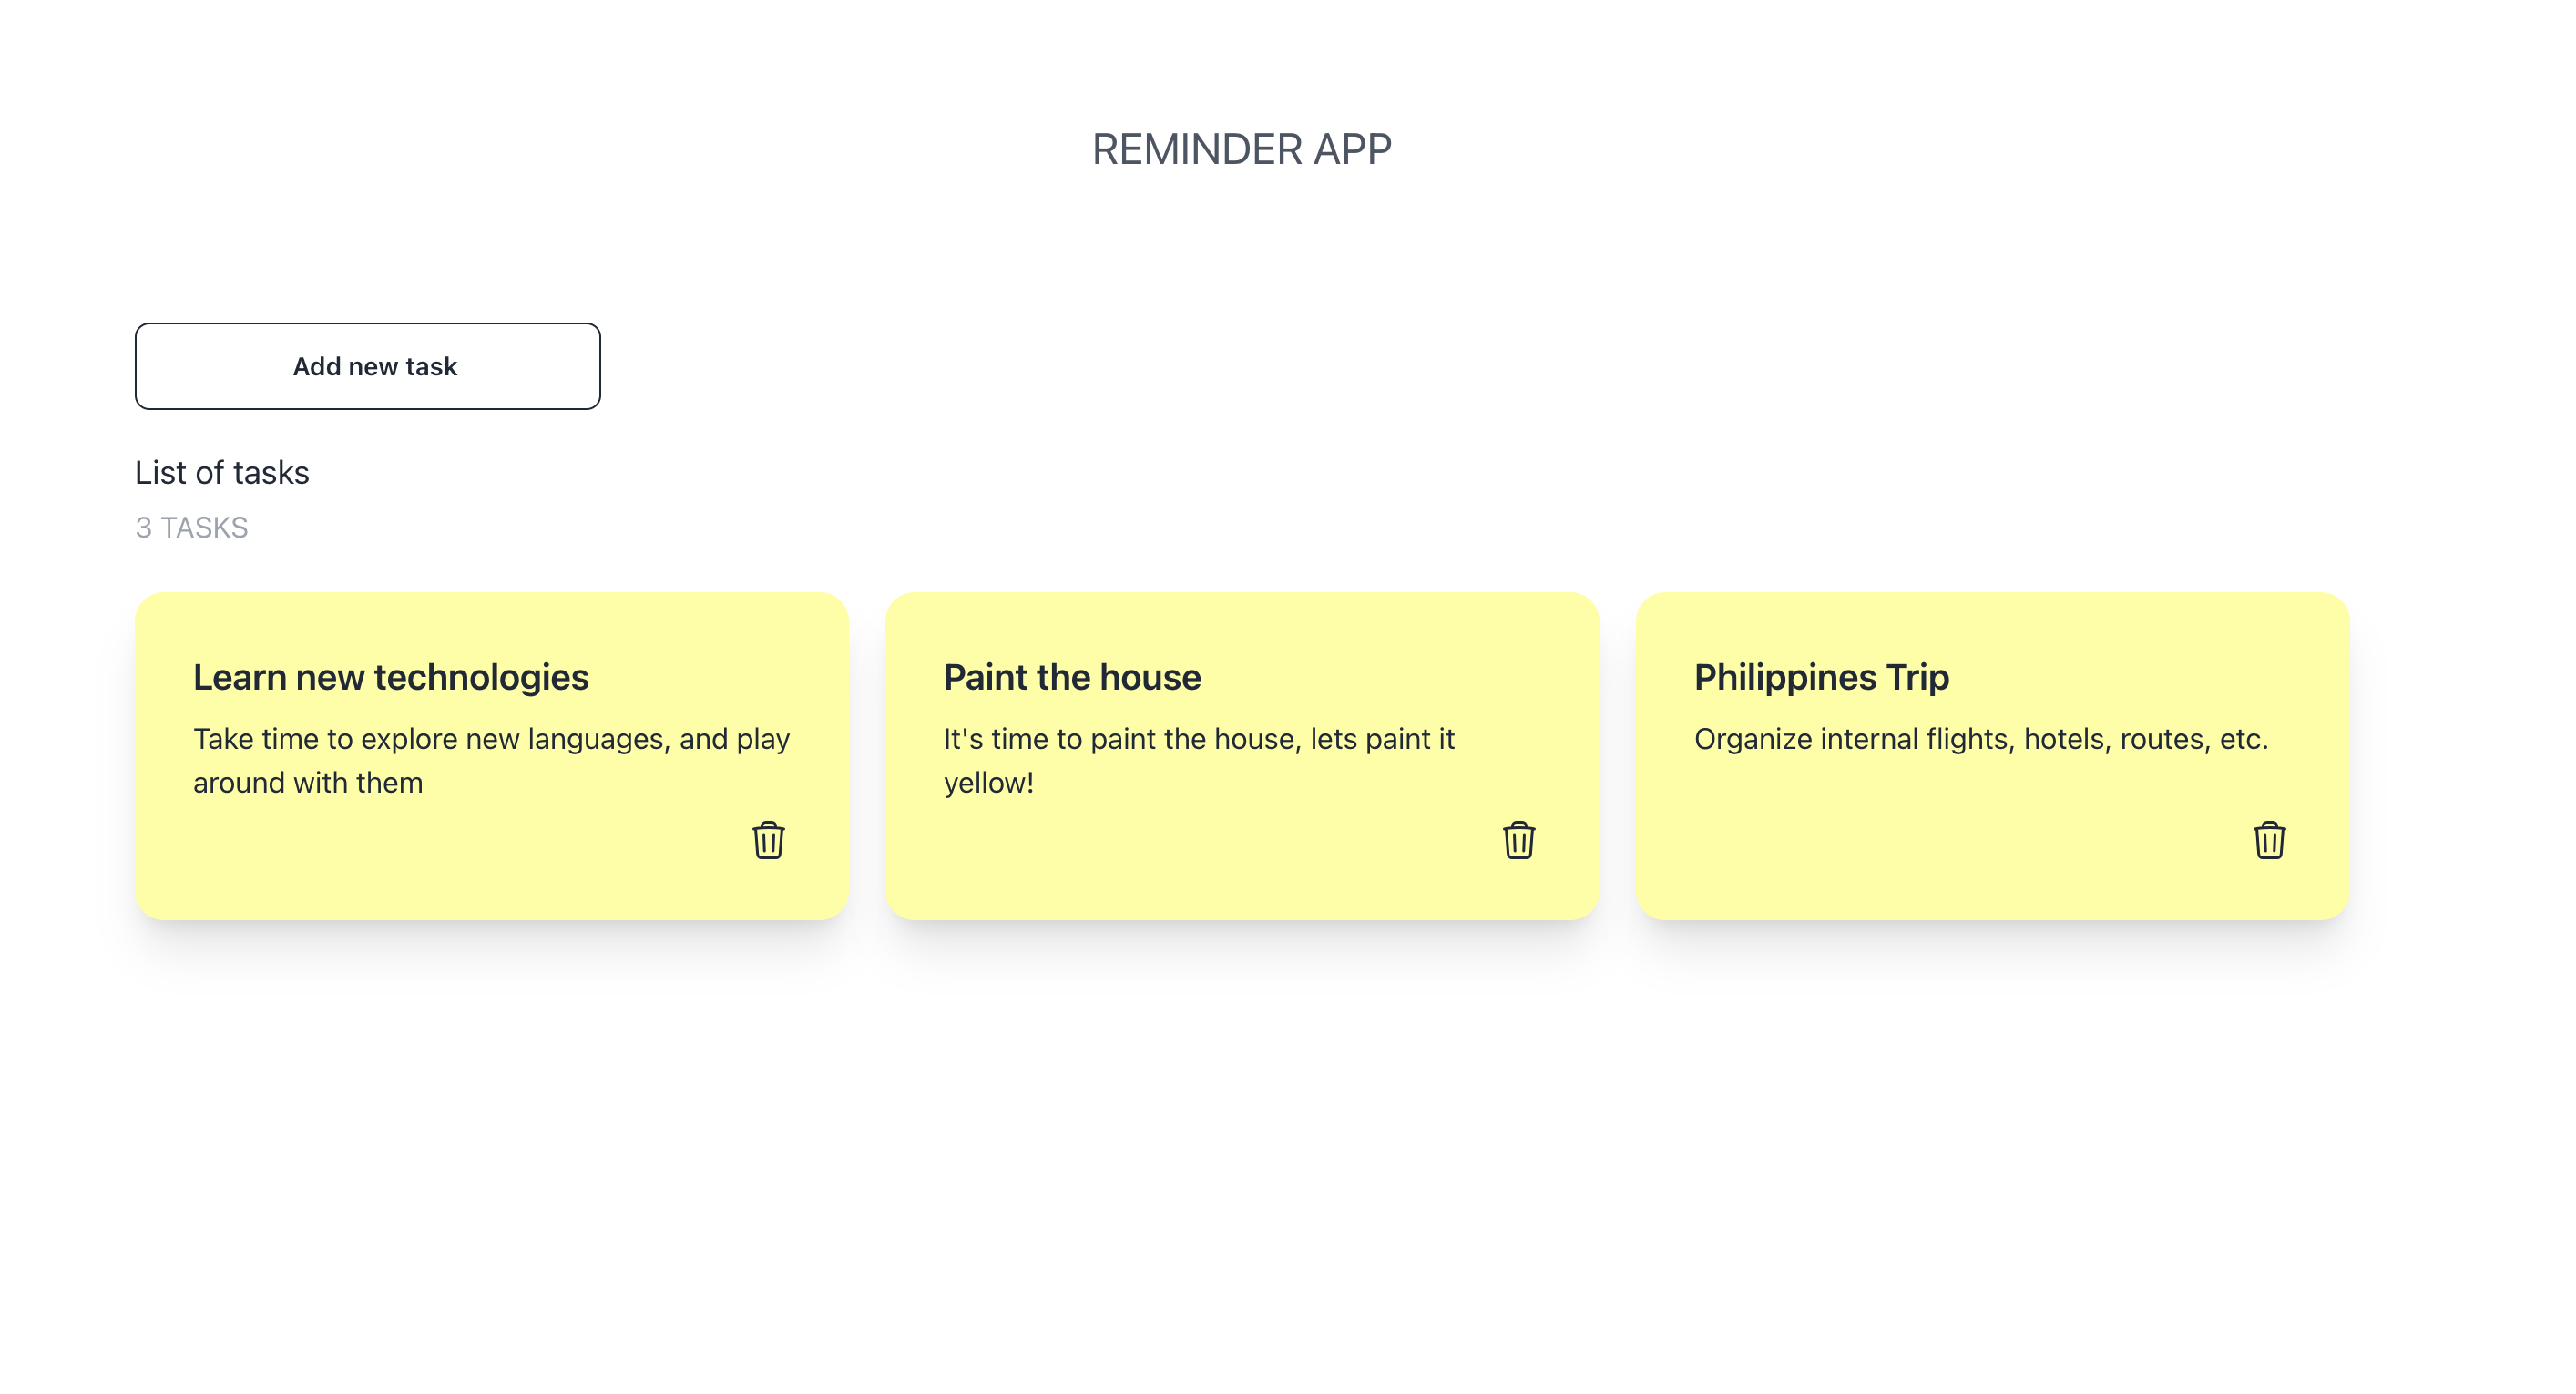 REMINDER APP
Add new task
List of tasks
3 TASKS
Learn new technologies
Take time to explore new languages, and play
around with them
Paint the house
It's time to paint the house, lets paint it
yellow!
Philippines Trip
Organize internal flights, hotels, routes, etc.